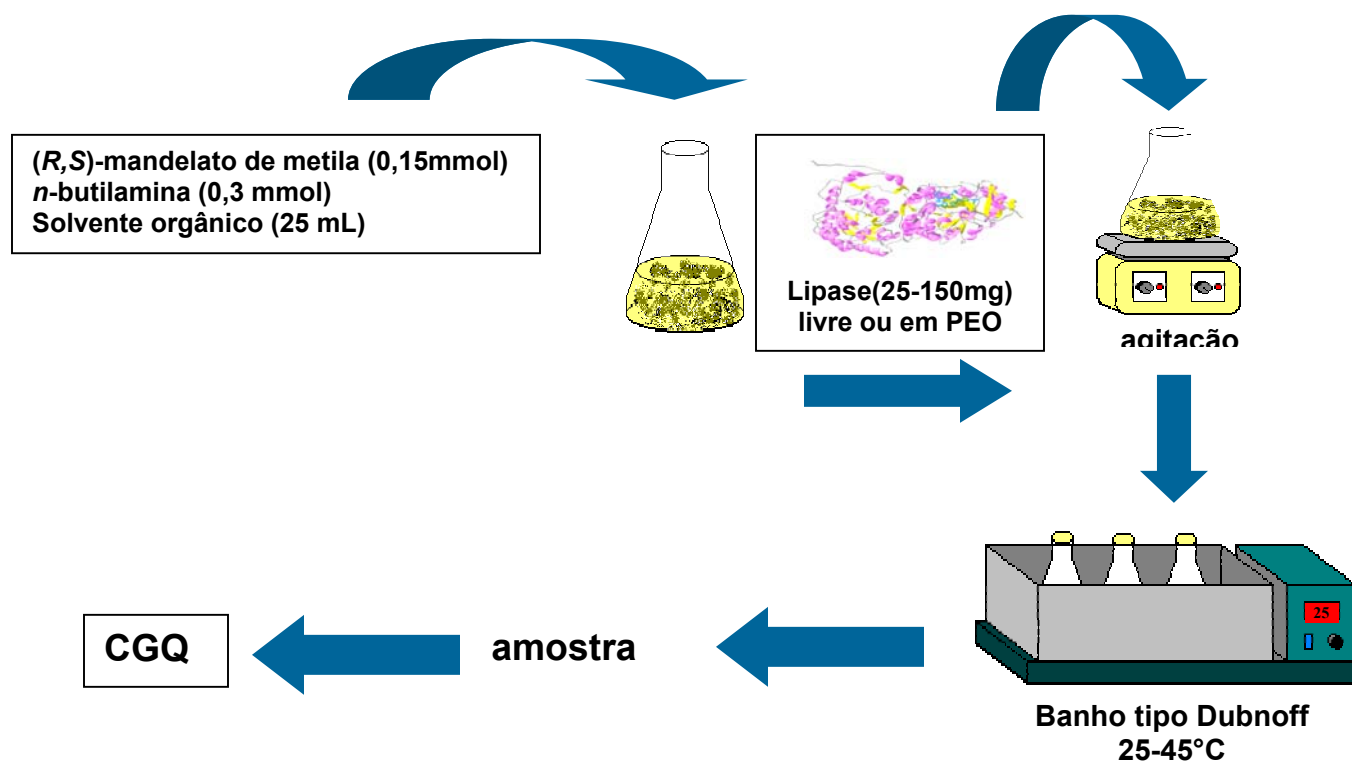 (R,S)-mandelato de metila (0,15mmol)
n-butilamina (0,3 mmol)
Solvente orgânico (25 mL)
Lipase(25-150mg)
livre ou em PEO
agitação
25
Banho tipo Dubnoff
25-45°C
amostra
CGQ